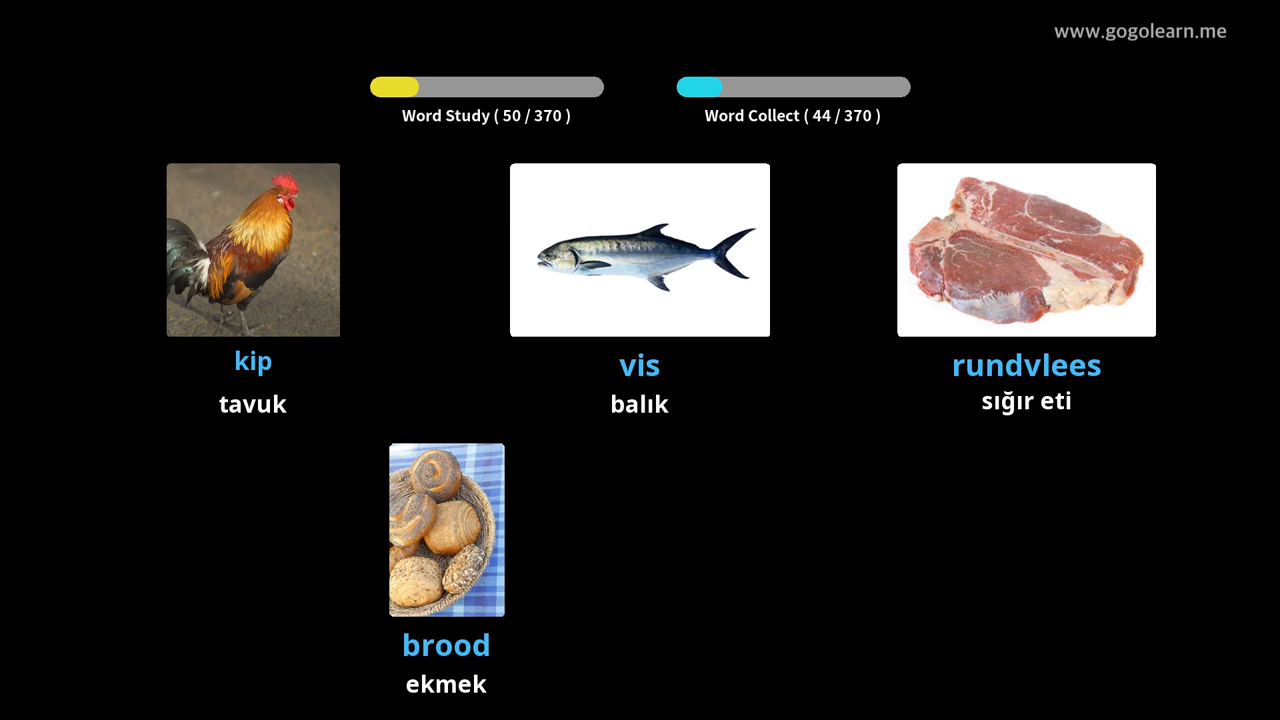 www.gogolearn.me
Word Study ( 50 / 370 )
Word Collect ( 44 / 370 )
kip
tavuk
vis
balık
rundvlees
sığır eti
brood
ekmek